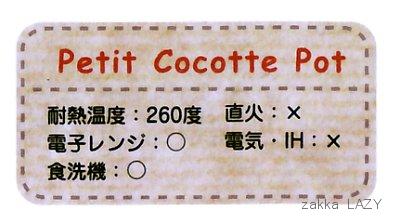 Petit Cocotte Pot
耐熱温度：260度 直火：×
電子レンジ：○ 電気・IH：×
食洗機：○
zakka LAZY